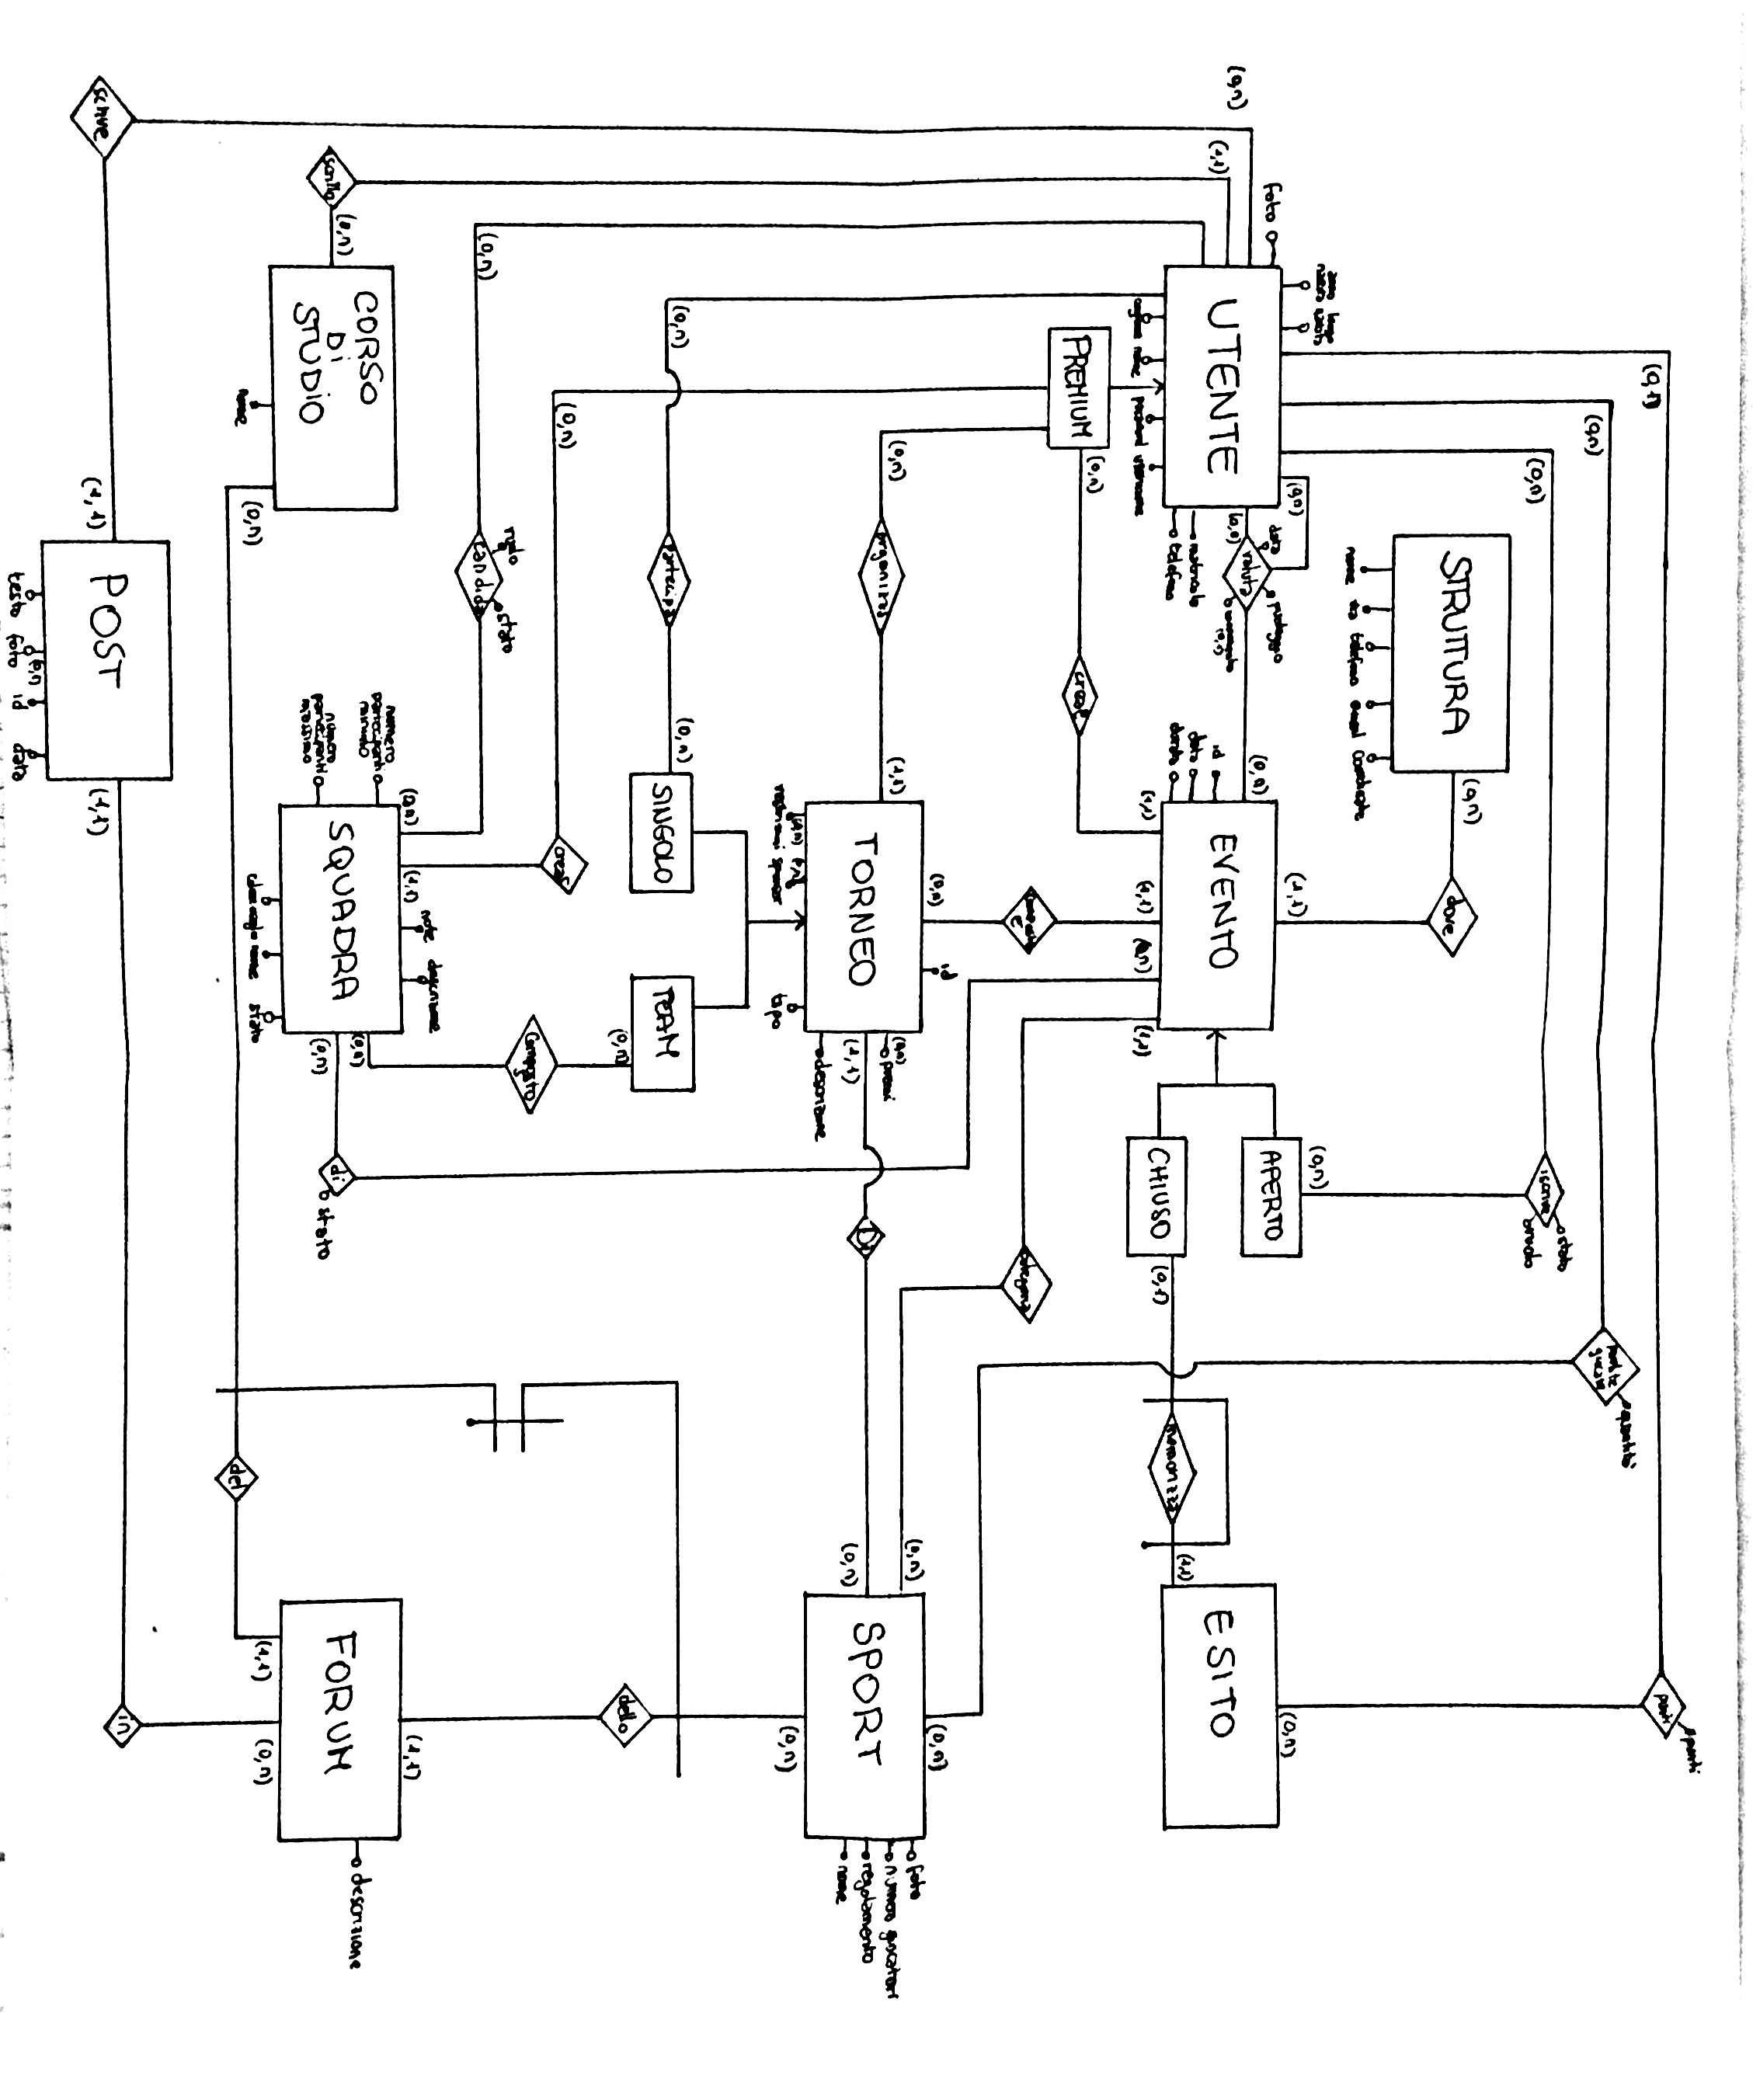 punti
(0,1)
punti
(0,n)
partite
giocate
quantità
(0,n)
iscrive
stato
ruolo
STRUTTURA
(0,n)
dove
nome via telefono email Coordinate
anno
nascita
luogo
nascita
foto
(0,n)
data
punteggio
valuta
commento
(0,1)
(0,n)
(0,n)
(1,1)
(0,n)
APERTO
(0,n)
(0,n)
(1,1)
UTENTE
EVENTO
ESITO
matricola
telefono
id
data
durata
CHIUSO
(0,1)
memorizza
(1,1)
cognome nome password username
(1,1)
(1,1)
(0,n)
(1,1)
PREMIUM
(0,n)
crea E
composto
E
categoria
(0,n)
id
(0,n)
(0,n)
foto
numero giocatori
regolamento
nome
(0,n)
organizza
(1,1)
TORNEO
(0,n)
premi
(1,1)
Di
(0,n)
SPORT
descrizione
(0,n)
(0,n)
restrizioni sponsor
tipo
(0,n)
(0,n)
partecipa
(0,n)
SINGOLO
TEAM
(0,n)
dello
(0,n)
crea S
Composto
S
(0,n)
ruolo
stato
candida
(0,n)
(1,1)
note
descrizione
(1,1)
numero
partecipanti
minimo
(0,n)
CORSO
Di
STUDIO
(0,n)
numero
partecipanti
massimo
SQUADRA
(0,n)
di
stato
FORUM
descrizione
nome
(0,n)
nome
stato
del
(1,1)
(0,n)
scrive
(1,1)
POST
(1,1)
in
testo foto (0,n) id data